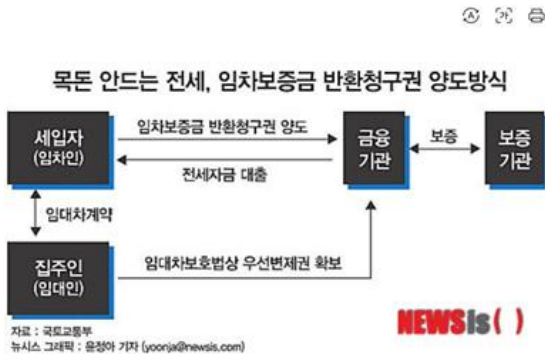 목돈 안드는 전세, 임차보증금 반환청구권 양도방식
세입자
(임차인)
임차보증금 반환청구권 양도
전세자금 대출
금융
기관
보증
보증
기관
임대차계약
집주인
(임대인)
임대차보호법상 우선변제권 확보
자료 : 국토교통부
뉴시스 그래픽 : 윤정아 기자 (yoonja@newsis.com)
NEWSis( )